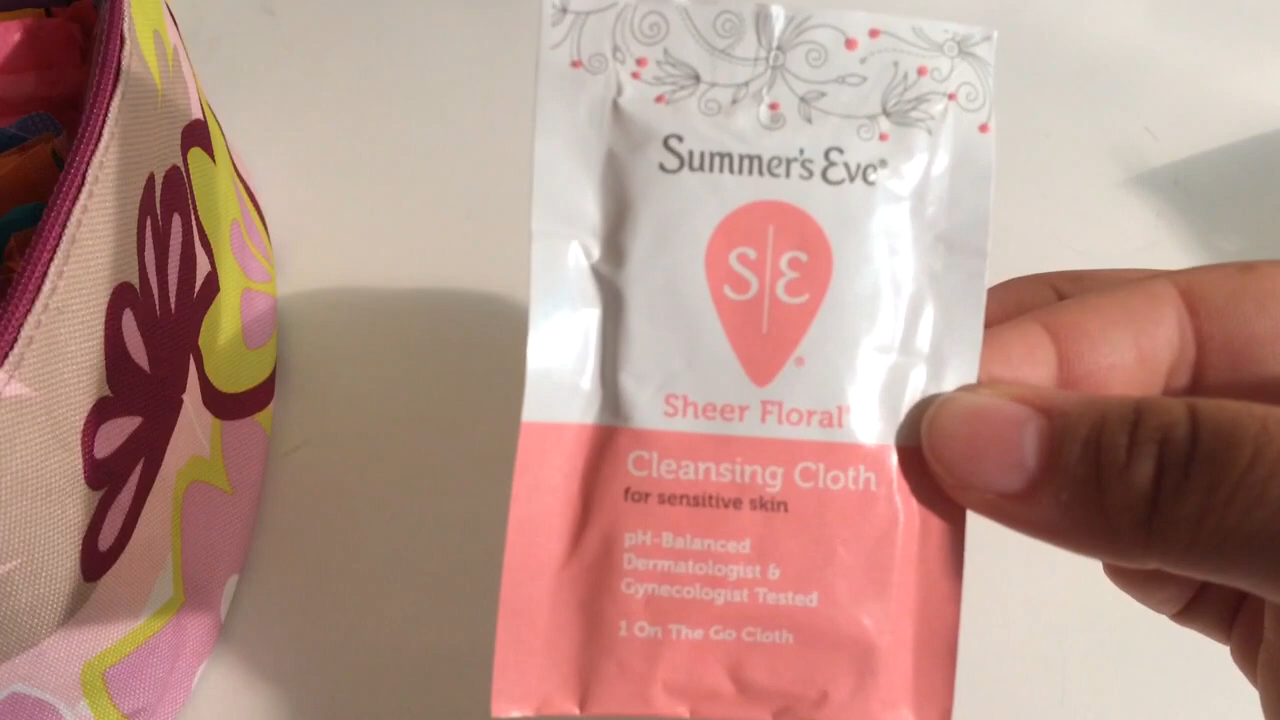 Summer's Eve®
S|E
Sheer Floral
Cleansing Cloth
for sensitive skin
pH-Balanced
Dermatologist &
Gynecologist Tested
1 On The Go Cloth